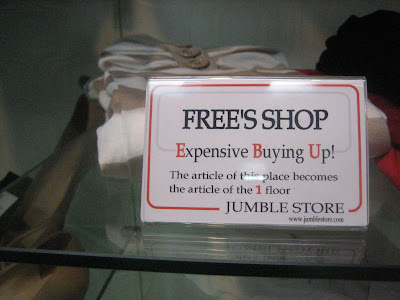 FREE'S SHOP
Expensive Buying Up!
The article of this place becomes
the article of the 1 floor
JUMBLE STORE
www.jumblestore.com